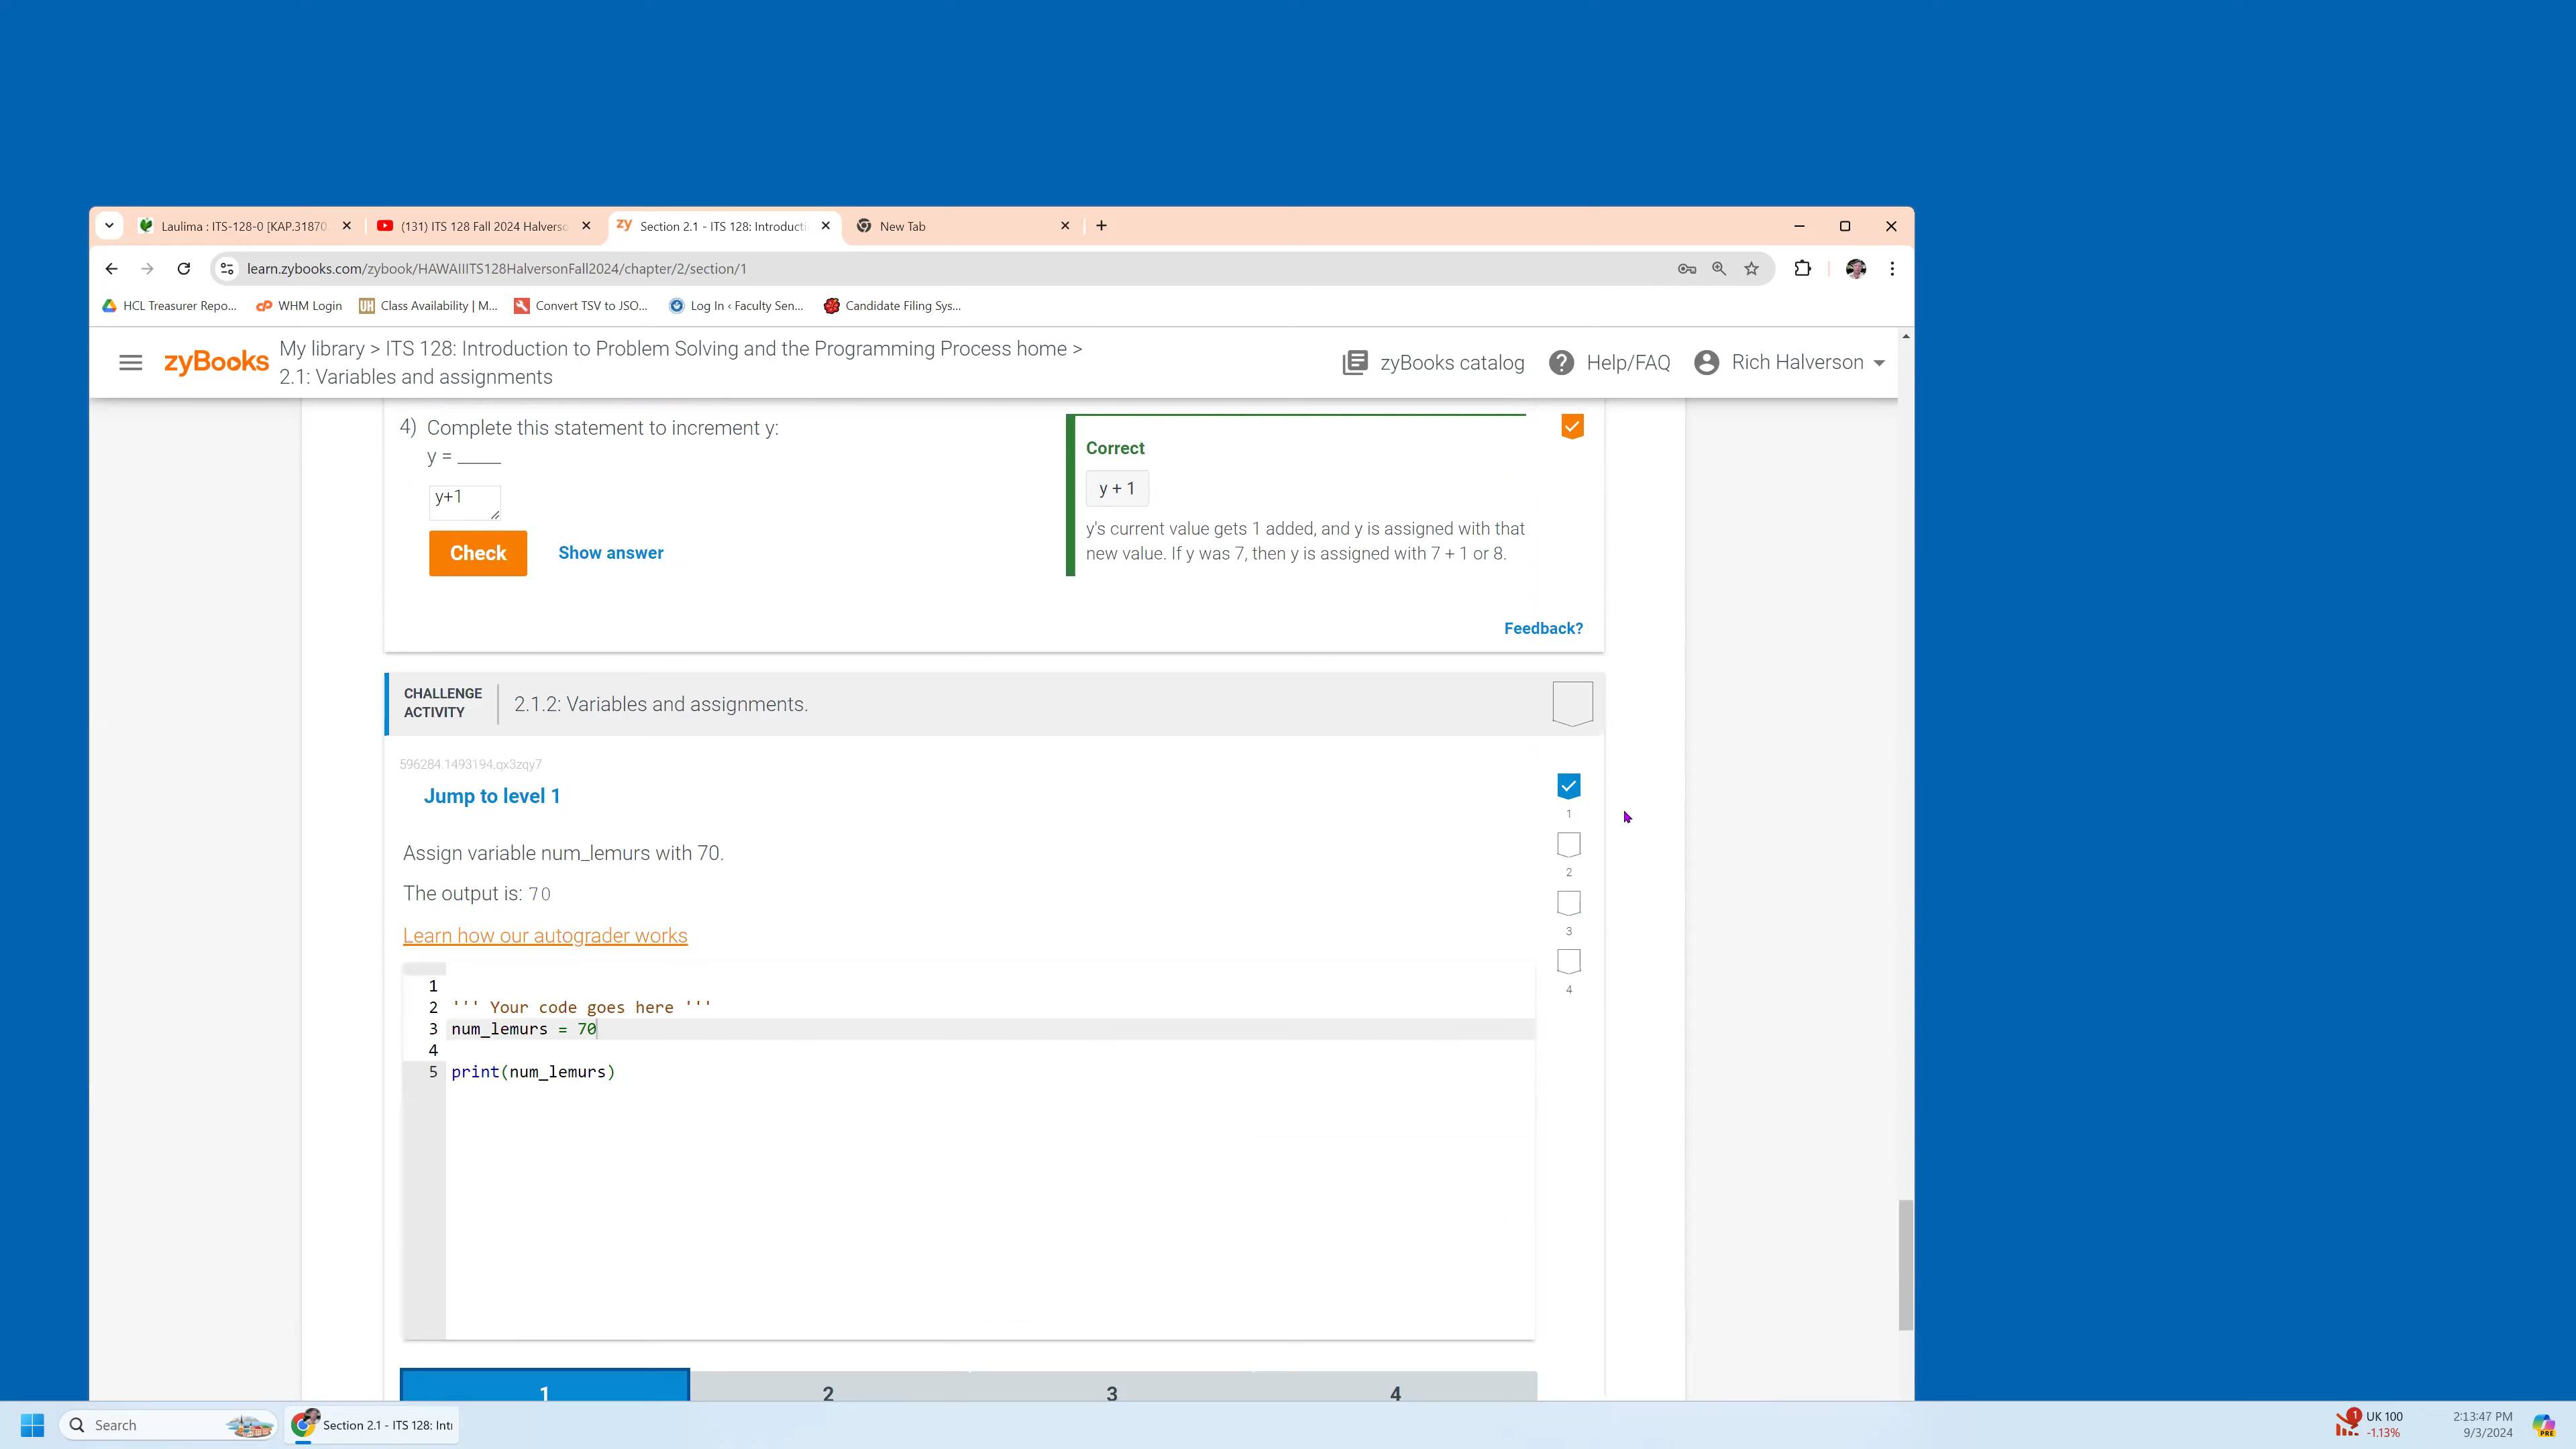 Laulima : ITS-128-0 [KAP.31870
(131) ITS 128 Fall 2024 Halverso
zy Section 2.1 - ITS 128: Introducti
New Tab
learn.zybooks.com/zybook/HAWAIIITS128HalversonFall2024/chapter/2/section/1
HCL Treasurer Repo...
WHM Login
Class Availability | M...
Convert TSV to JSO...
Log In ‹ Faculty Sen...
Candidate Filing Sys...
zyBooks
My library > ITS 128: Introduction to Problem Solving and the Programming Process home >
2.1: Variables and assignments
zyBooks catalog
Help/FAQ
Rich Halverson
4) Complete this statement to increment y:
y = _____
y+1
Check
Show answer
Correct
y + 1
y's current value gets 1 added, and y is assigned with that
new value. If y was 7, then y is assigned with 7 + 1 or 8.
Feedback?
CHALLENGE
ACTIVITY
2.1.2: Variables and assignments.
596284.1493194.qx3zqy7
Jump to level 1
1
2
3
4
Assign variable num_lemurs with 70.
The output is: 70
Learn how our autograder works
1
2 ''' Your code goes here '''
3 num_lemurs = 70
4
5 print(num_lemurs)
1 2 3 4
Search
Section 2.1 - ITS 128: Int
1
UK 100
-1.13%
2:13:47 PM
9/3/2024
PRE